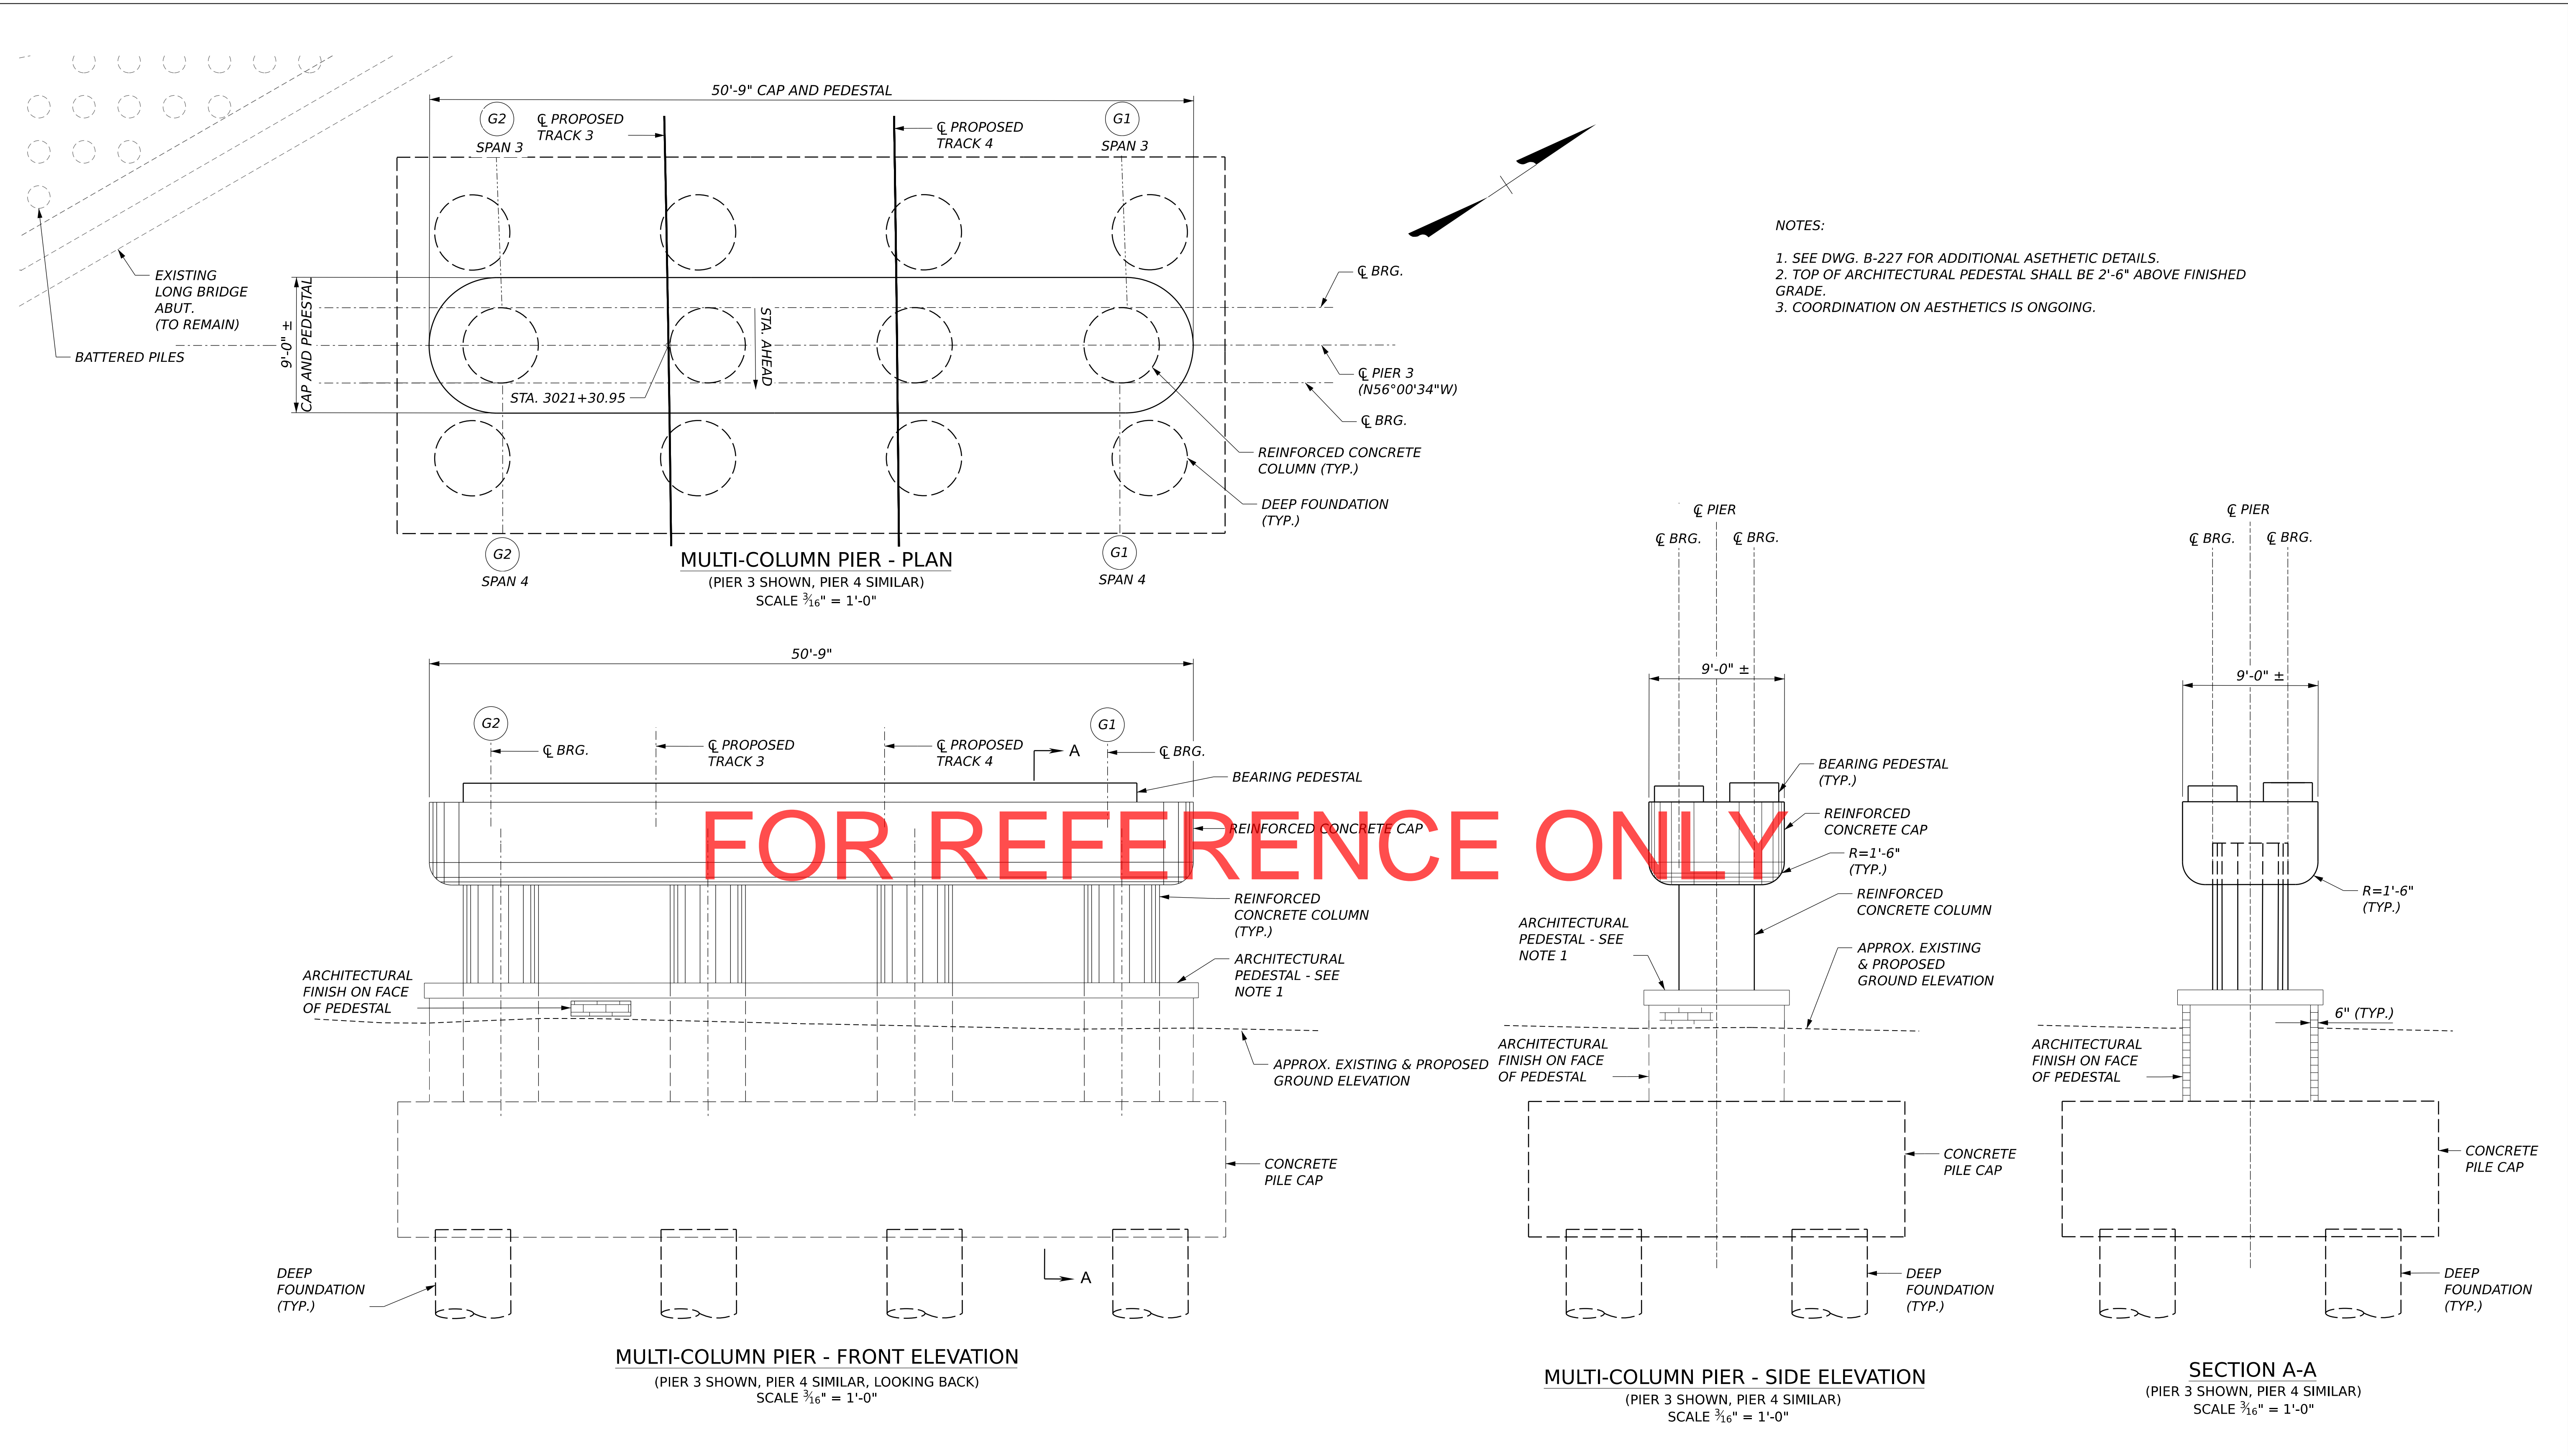 50'-9" CAP AND PEDESTAL
G2
SPAN 3
℄ PROPOSED
TRACK 3
℄ PROPOSED
TRACK 4
G1
SPAN 3
EXISTING
LONG BRIDGE
ABUT.
(TO REMAIN)
BATTERED PILES
9'-0" ±
CAP AND PEDESTAL
STA. AHEAD
STA. 3021+30.95
℄ BRG.
℄ PIER 3
(N56°00'34"W)
℄ BRG.
REINFORCED CONCRETE
COLUMN (TYP.)
DEEP FOUNDATION
(TYP.)
G2
SPAN 4
G1
SPAN 4
MULTI-COLUMN PIER - PLAN
(PIER 3 SHOWN, PIER 4 SIMILAR)
SCALE 3/16" = 1'-0"
NOTES:
1. SEE DWG. B-227 FOR ADDITIONAL ASETHETIC DETAILS.
2. TOP OF ARCHITECTURAL PEDESTAL SHALL BE 2'-6" ABOVE FINISHED
GRADE.
3. COORDINATION ON AESTHETICS IS ONGOING.
50'-9"
G2
℄ BRG.
℄ PROPOSED
TRACK 3
℄ PROPOSED
TRACK 4
A
G1
℄ BRG.
BEARING PEDESTAL
REINFORCED CONCRETE CAP
REINFORCED
CONCRETE COLUMN
(TYP.)
ARCHITECTURAL
PEDESTAL - SEE
NOTE 1
ARCHITECTURAL
FINISH ON FACE
OF PEDESTAL
APPROX. EXISTING & PROPOSED
GROUND ELEVATION
CONCRETE
PILE CAP
DEEP
FOUNDATION
(TYP.)
A
MULTI-COLUMN PIER - FRONT ELEVATION
(PIER 3 SHOWN, PIER 4 SIMILAR, LOOKING BACK)
SCALE 3/16" = 1'-0"
FOR REFERENCE ONLY
℄ PIER
℄ BRG.
℄ BRG.
9'-0" ±
BEARING PEDESTAL
(TYP.)
REINFORCED
CONCRETE CAP
R=1'-6"
(TYP.)
REINFORCED
CONCRETE COLUMN
ARCHITECTURAL
PEDESTAL - SEE
NOTE 1
APPROX. EXISTING
& PROPOSED
GROUND ELEVATION
ARCHITECTURAL
FINISH ON FACE
OF PEDESTAL
CONCRETE
PILE CAP
DEEP
FOUNDATION
(TYP.)
MULTI-COLUMN PIER - SIDE ELEVATION
(PIER 3 SHOWN, PIER 4 SIMILAR)
SCALE 3/16" = 1'-0"
℄ PIER
℄ BRG.
℄ BRG.
9'-0" ±
R=1'-6"
(TYP.)
6" (TYP.)
ARCHITECTURAL
FINISH ON FACE
OF PEDESTAL
CONCRETE
PILE CAP
DEEP
FOUNDATION
(TYP.)
SECTION A-A
(PIER 3 SHOWN, PIER 4 SIMILAR)
SCALE 3/16" = 1'-0"